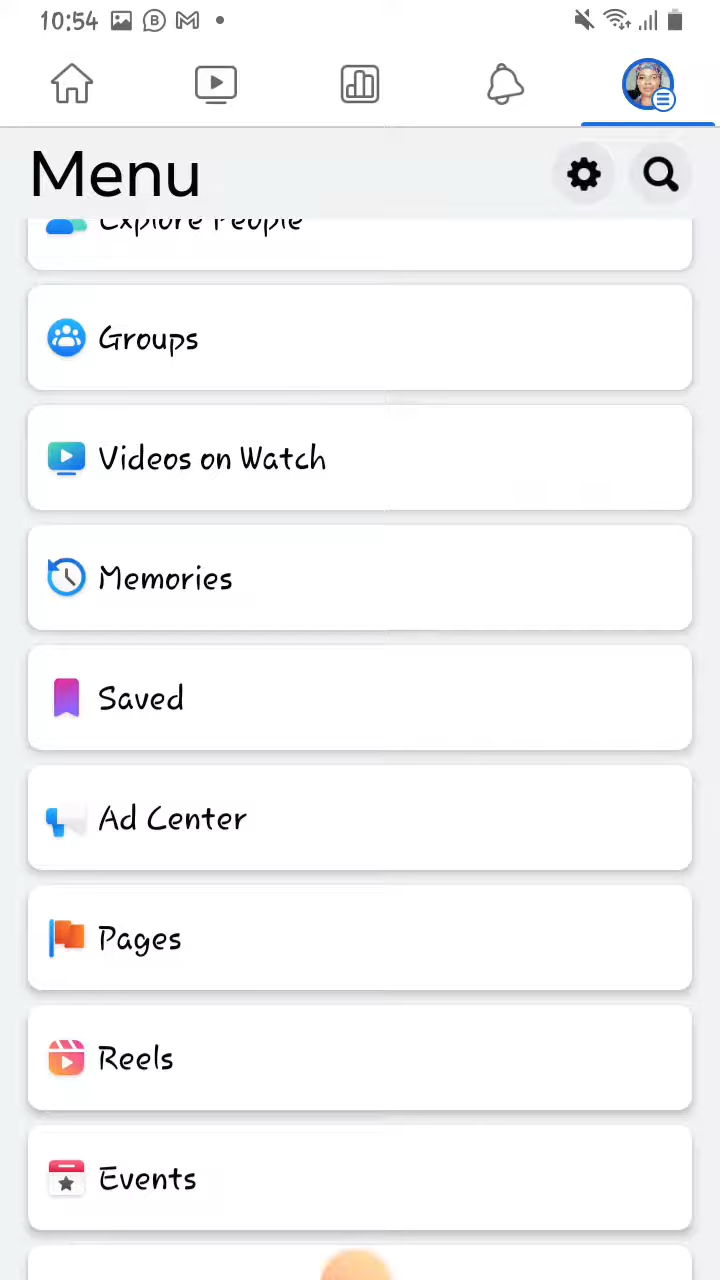 10:54
Menu
Explore People
Groups
Videos on Watch
Memories
Saved
Ad Center
Pages
Reels
Events